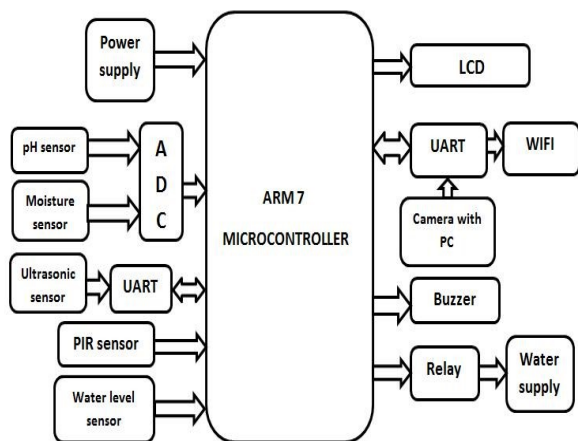 Power
supply
pH sensor
Moisture
sensor
A
D
C
Ultrasonic
sensor
UART
PIR sensor
Water level
sensor
ARM 7
MICROCONTROLLER
LCD
UART
WIFI
Camera with
PC
Buzzer
Relay
Water
supply